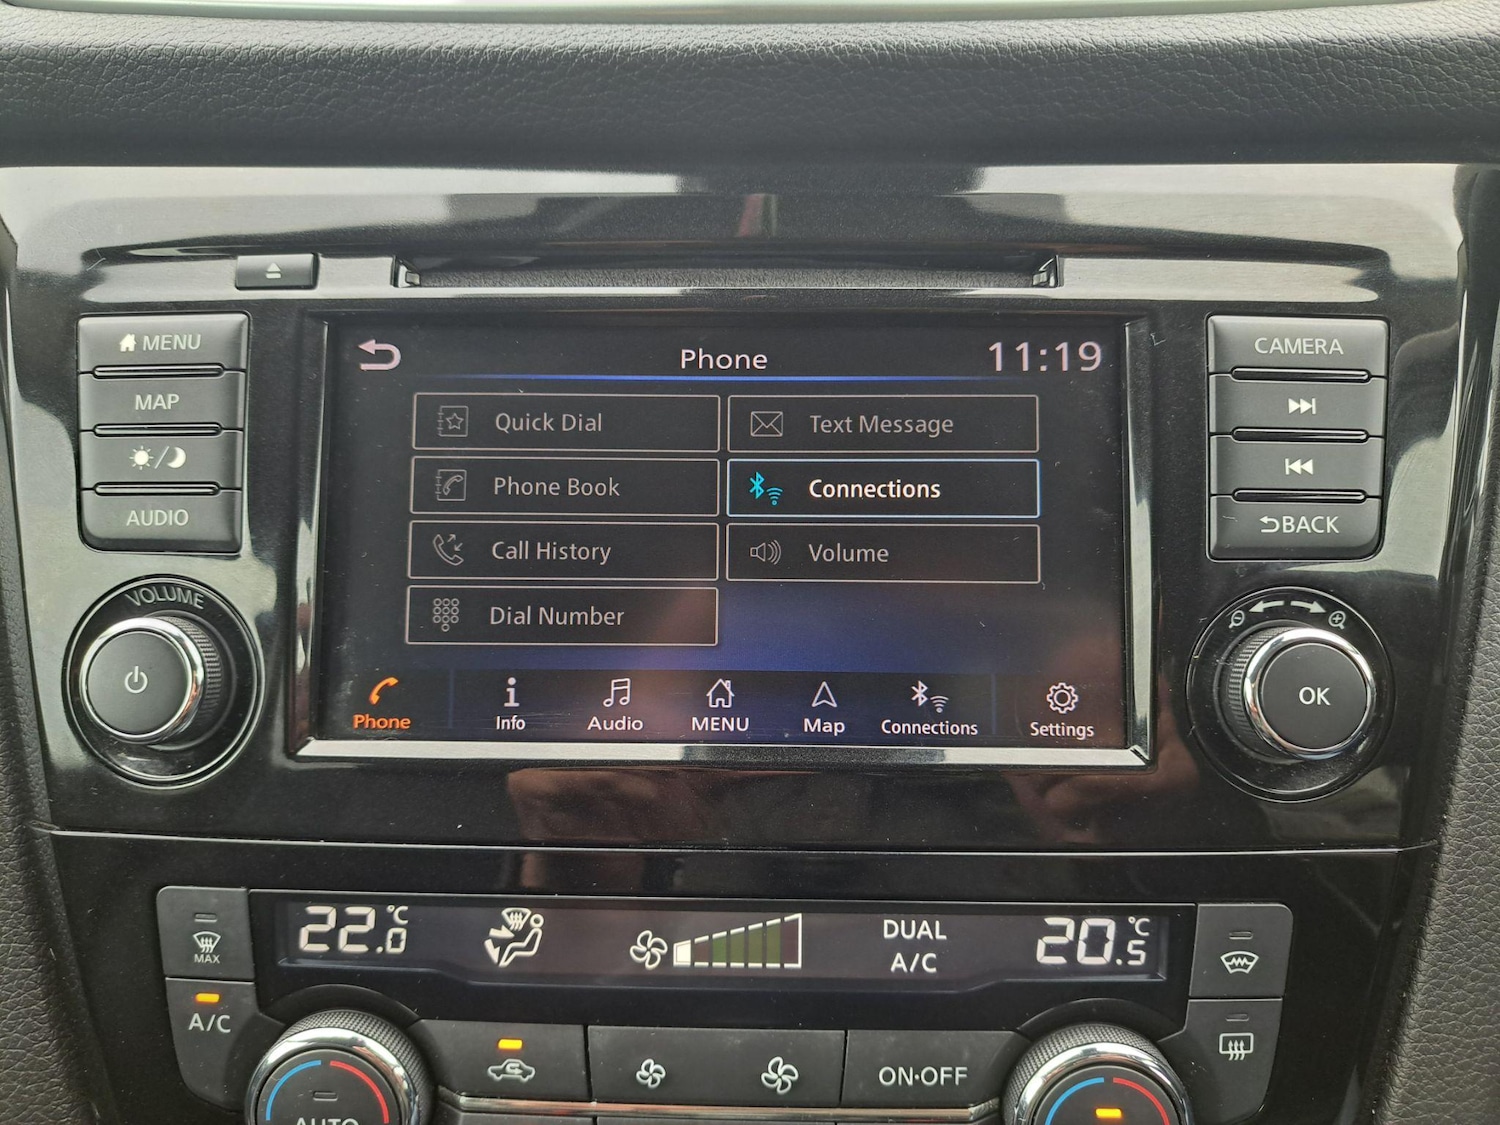 MENU
MAP
AUDIO
VOLUME
Phone
11:19
Quick Dial
Text Message
Phone Book
Connections
Call History
Volume
Dial Number
Phone
Info
Audio
MENU
Map
Connections
Settings
CAMERA
BACK
OK
MAX
A/C
22.0 °C
DUAL
A/C
20.5 °C
AUTO
ON·OFF